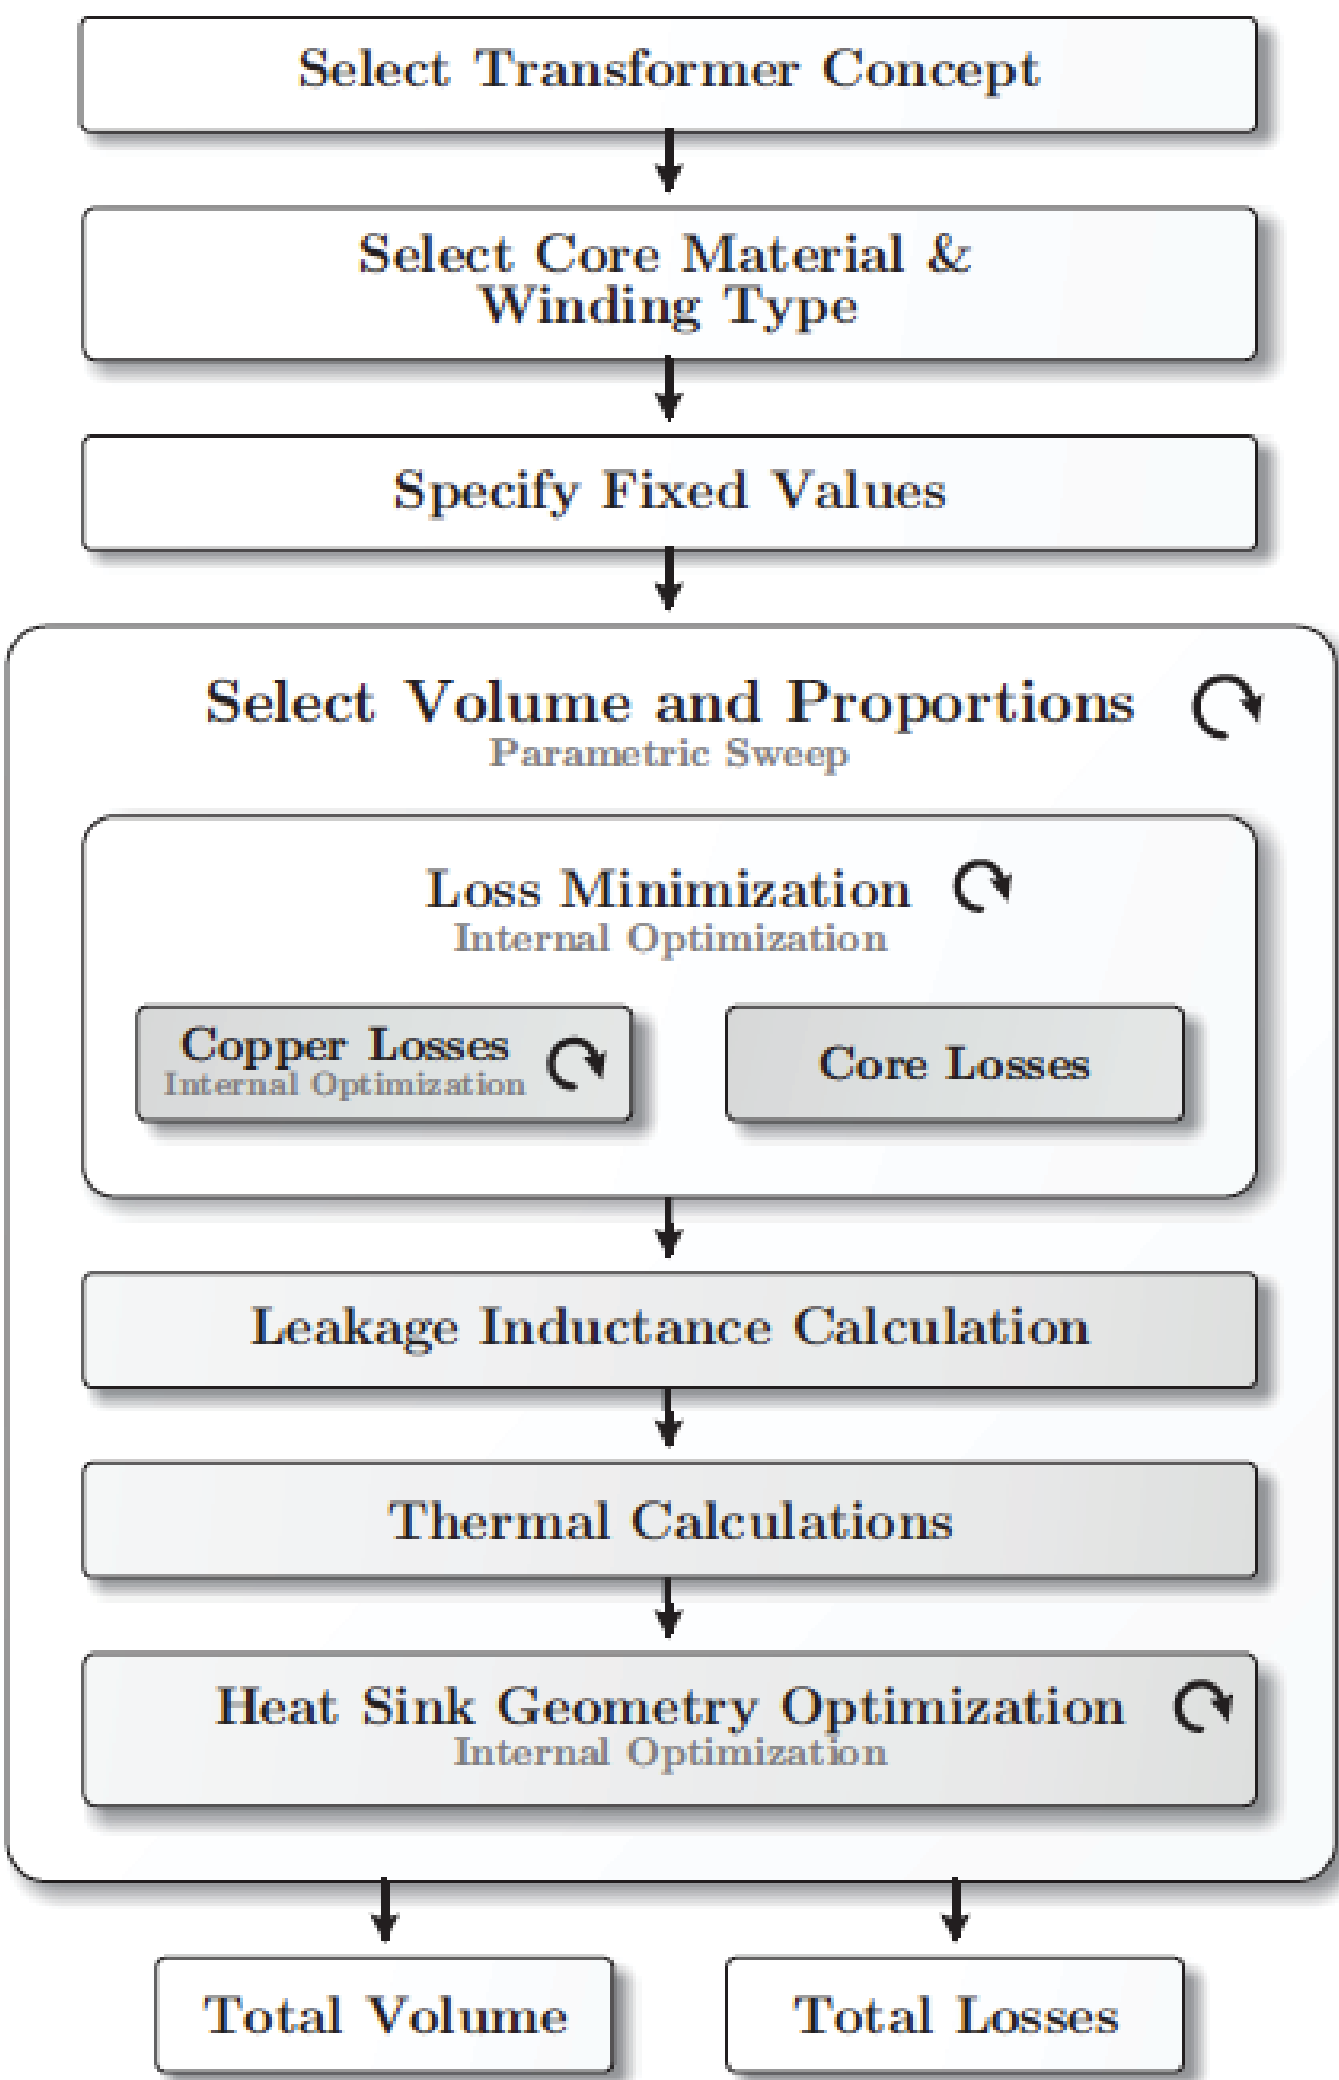 Select Transformer Concept
Select Core Material &
Winding Type
Specify Fixed Values
Select Volume and Proportions
Parametric Sweep
Loss Minimization
Internal Optimization
Copper Losses
Internal Optimization
Core Losses
Leakage Inductance Calculation
Thermal Calculations
Heat Sink Geometry Optimization
Internal Optimization
Total Volume
Total Losses